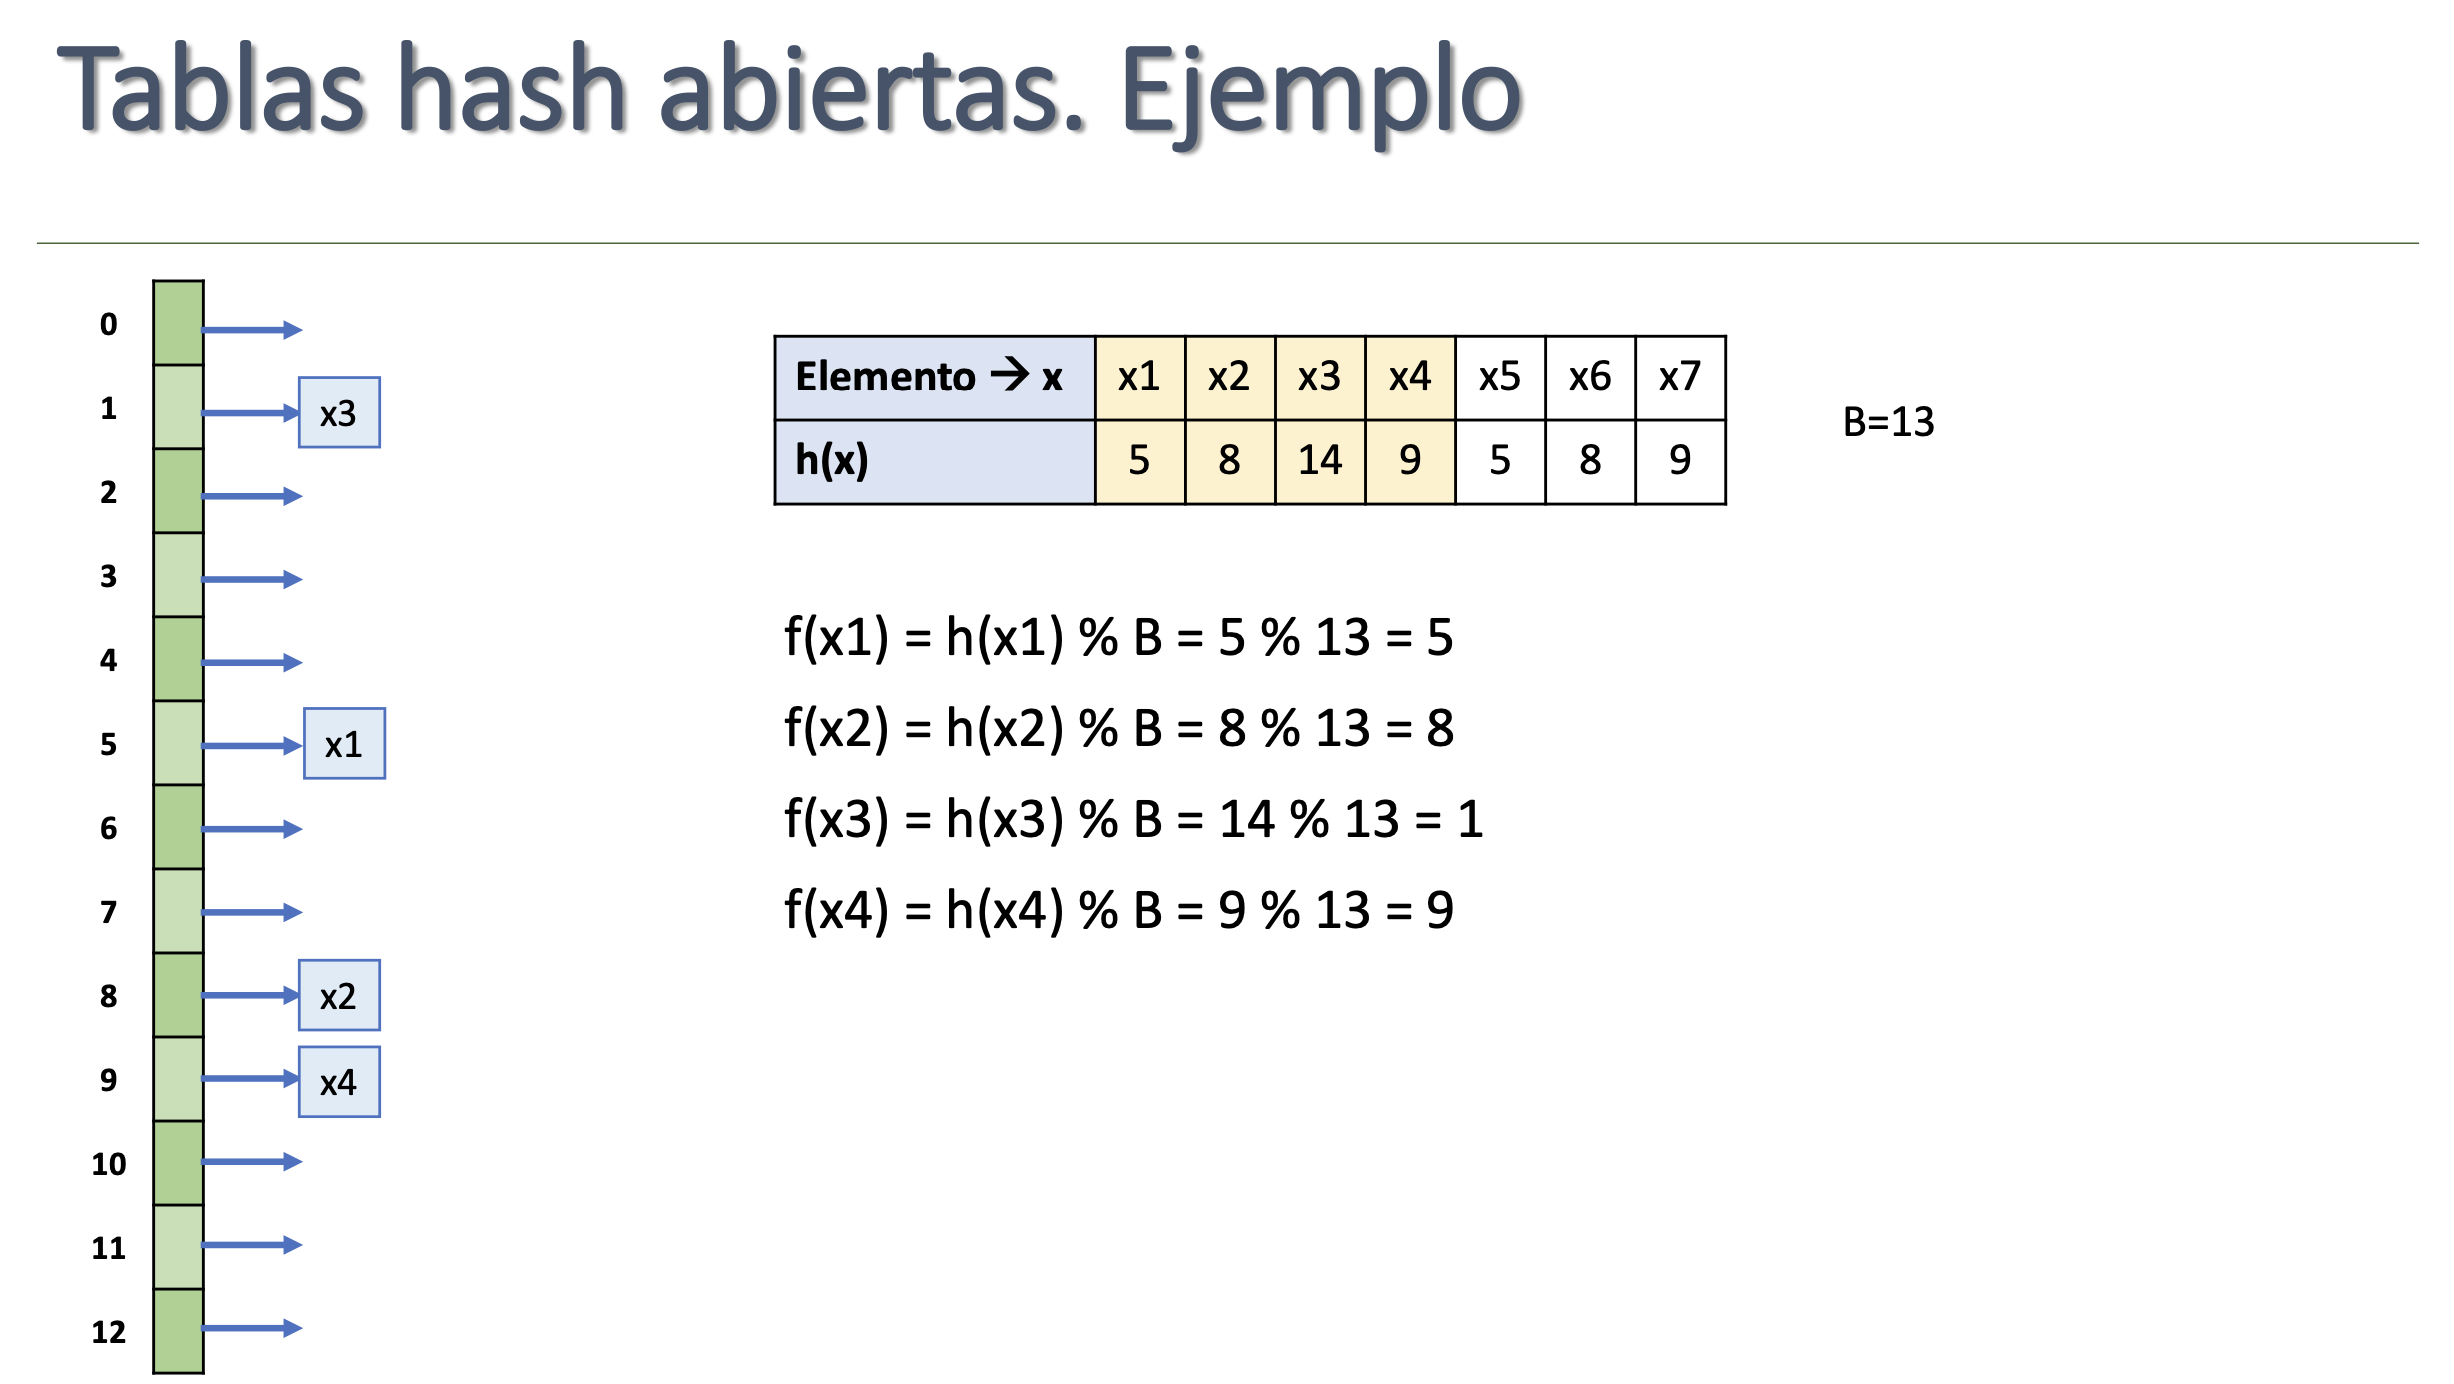 Tablas hash abiertas. Ejemplo
0
1 x3
2
3
4
5 x1
6
7
8 x2
9 x4
10
11
12
Elemento → x x1 x2 x3 x4 x5 x6 x7
h(x) 5 8 14 9 5 8 9
B=13
f(x1) = h(x1) % B = 5 % 13 = 5
f(x2) = h(x2) % B = 8 % 13 = 8
f(x3) = h(x3) % B = 14 % 13 = 1
f(x4) = h(x4) % B = 9 % 13 = 9